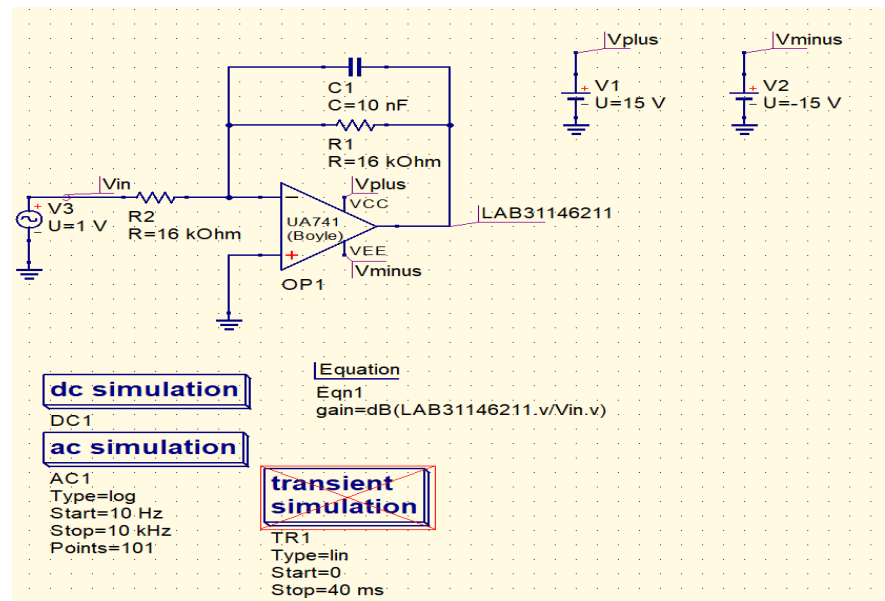 C1
C=10 nF
R1
R=16 kOhm
Vplus
V1
U=15 V
Vminus
V2
U=-15 V
Vin
V3
U=1 V
R2
R=16 kOhm
Vplus
VCC
UA741
(Boyle)
VEE
Vminus
OP1
LAB31146211
dc simulation
DC1
ac simulation
AC1
Type=log
Start=10 Hz
Stop=10 kHz
Points=101
Equation
Eqn1
gain=dB(LAB31146211.v/Vin.v)
transient
simulation
TR1
Type=lin
Start=0
Stop=40 ms